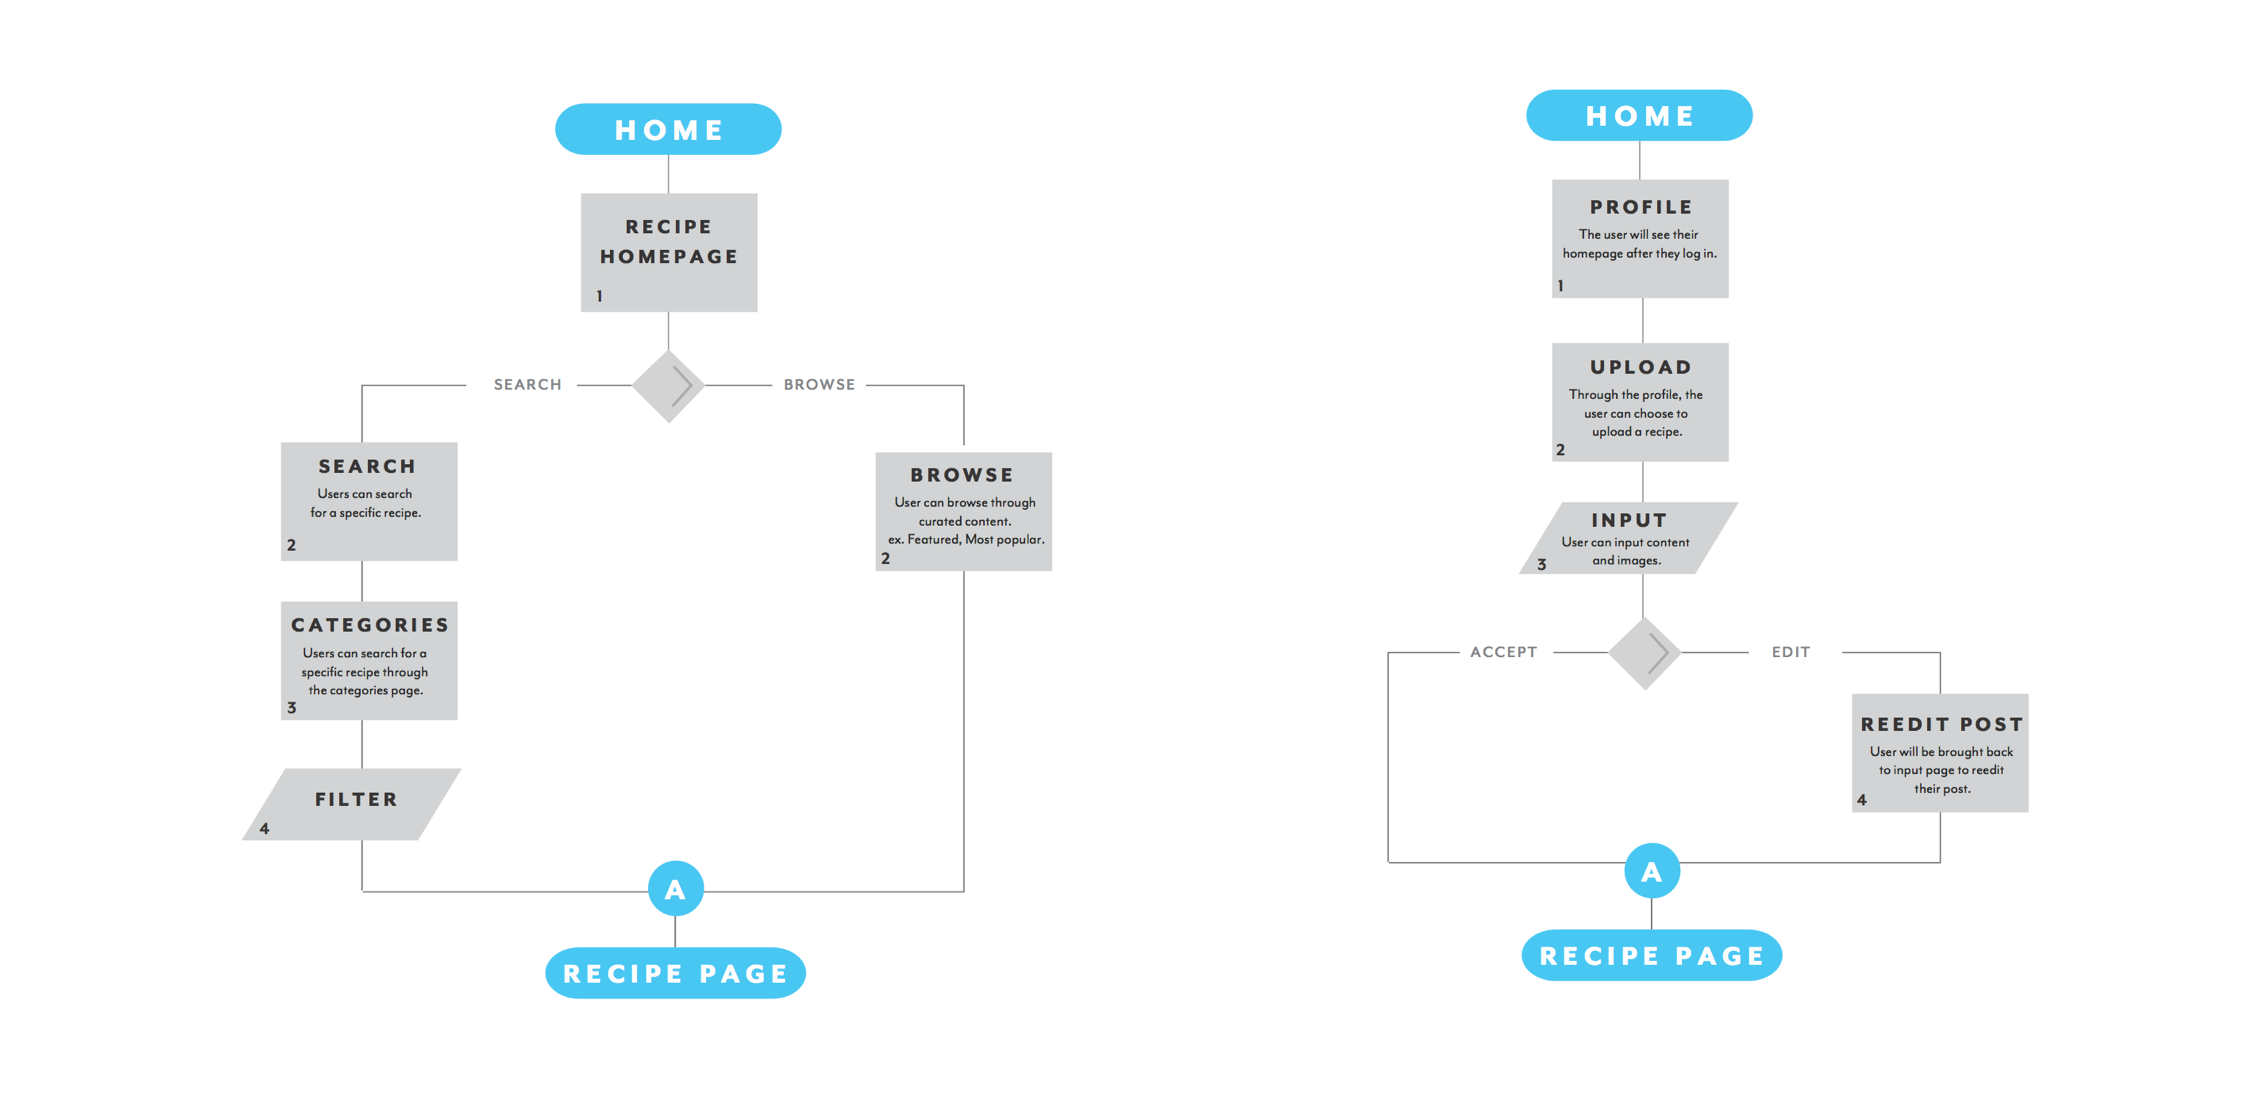 HOME
RECIPE
HOMEPAGE
1
SEARCH
BROWSE
SEARCH
Users can search
for a specific recipe.
2
BROWSE
User can browse through
curated content.
ex. Featured, Most popular.
2
CATEGORIES
Users can search for a
specific recipe through
the categories page.
3
FILTER
4
A
RECIPE PAGE
HOME
PROFILE
The user will see their
homepage after they log in.
1
UPLOAD
Through the profile, the
user can choose to
upload a recipe.
2
INPUT
User can input content
and images.
3
ACCEPT
EDIT
REEDIT POST
User will be brought back
to input page to reedit
their post.
4
A
RECIPE PAGE